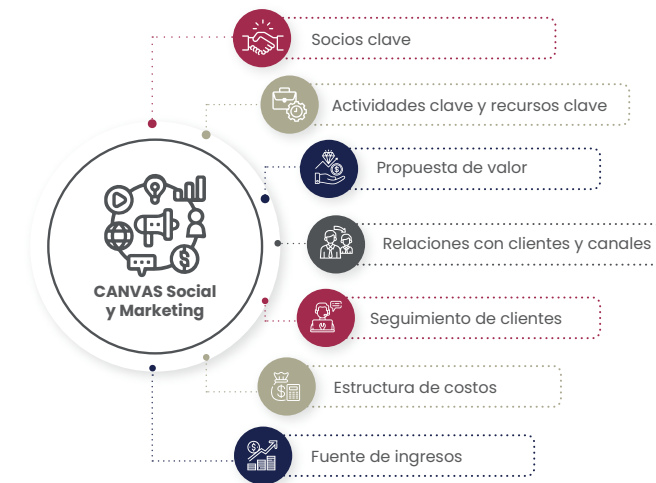 Socios clave
Actividades clave y recursos clave
Propuesta de valor
Relaciones con clientes y canales
CANVAS Social
y Marketing
Seguimiento de clientes
Estructura de costos
Fuente de ingresos